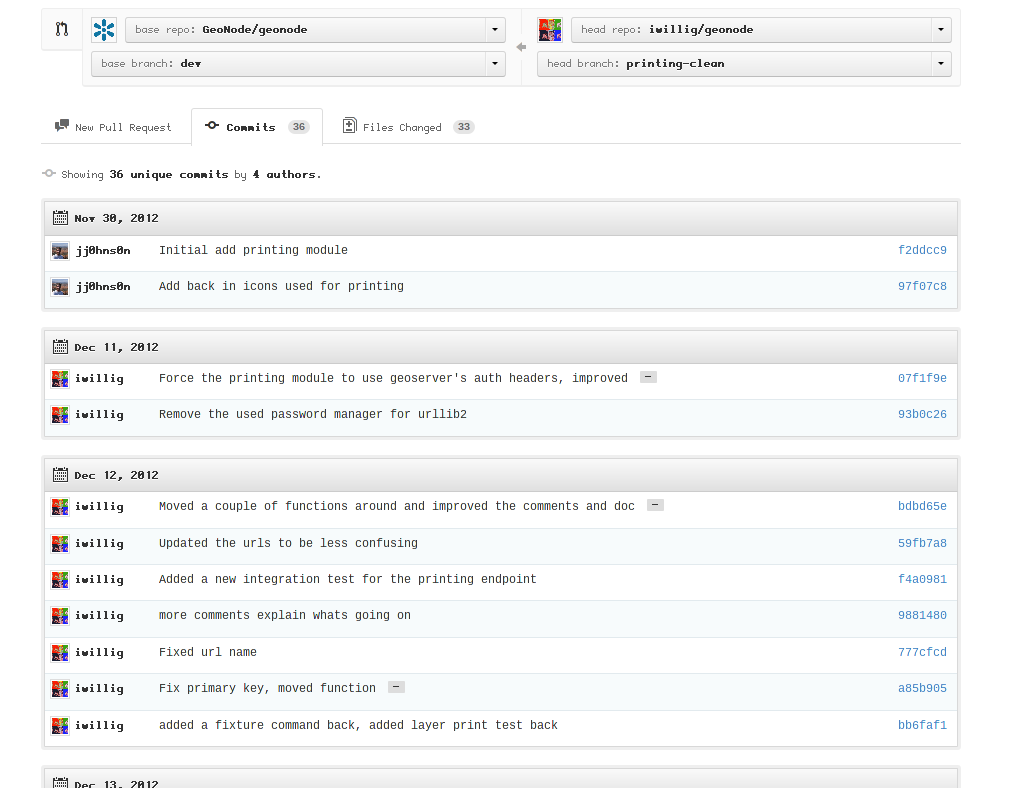 base repo: GeoNode/geonode head repo: iwillig/geonode
base branch: dev head branch: printing-clean
New Pull Request Commits 36 Files Changed 33
Showing 36 unique commits by 4 authors.
Nov 30, 2012
jj0hns0n Initial add printing module f2ddcc9
jj0hns0n Add back in icons used for printing 97f07c8
Dec 11, 2012
iwillig Force the printing module to use geoserver's auth headers, improved … 07f1f9e
iwillig Remove the used password manager for urllib2 93b0c26
Dec 12, 2012
iwillig Moved a couple of functions around and improved the comments and doc … bdbd65e
iwillig Updated the urls to be less confusing 59fb7a8
iwillig Added a new integration test for the printing endpoint f4a0981
iwillig more comments explain whats going on 9881480
iwillig Fixed url name 777cfcd
iwillig Fix primary key, moved function … a85b905
iwillig added a fixture command back, added layer print test back bb6faf1
Dec 13, 2012